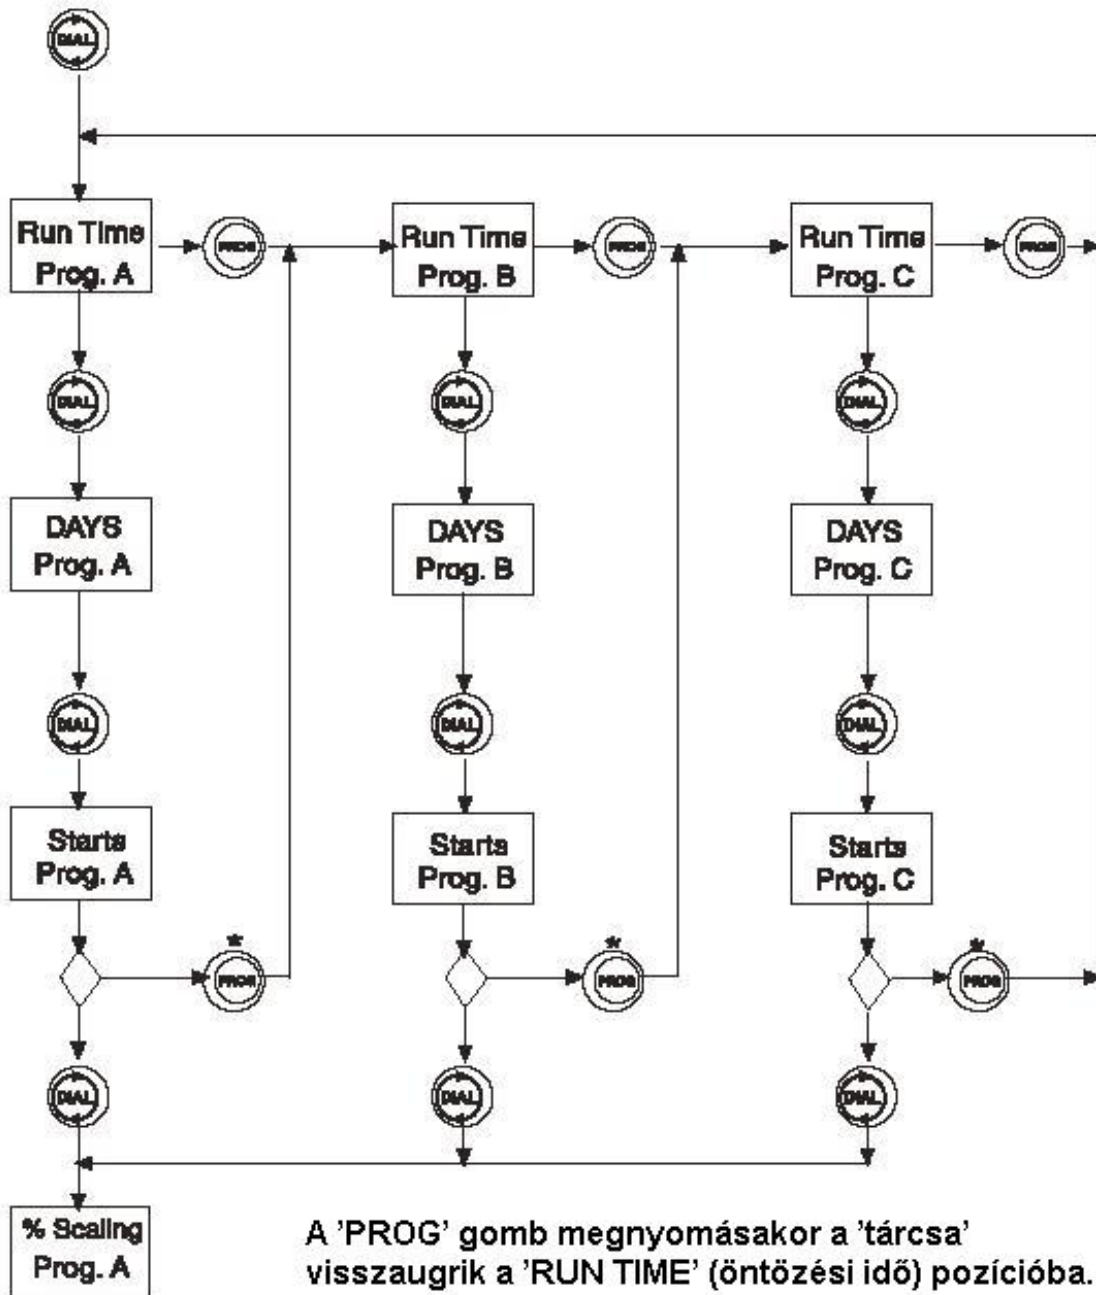 DIAL
Run Time
Prog. A
PROG
Run Time
Prog. B
PROG
Run Time
Prog. C
PROG
DIAL
DIAL
DIAL
DAYS
Prog. A
DAYS
Prog. B
DAYS
Prog. C
DIAL
DIAL
DIAL
Starts
Prog. A
Starts
Prog. B
Starts
Prog. C
*
PROG
*
PROG
*
PROG
DIAL
DIAL
DIAL
% Scaling
Prog. A
A ’PROG’ gomb megnyomásakor a ’tárcsa’
visszaugrik a ’RUN TIME’ (öntözési idő) pozícióba.